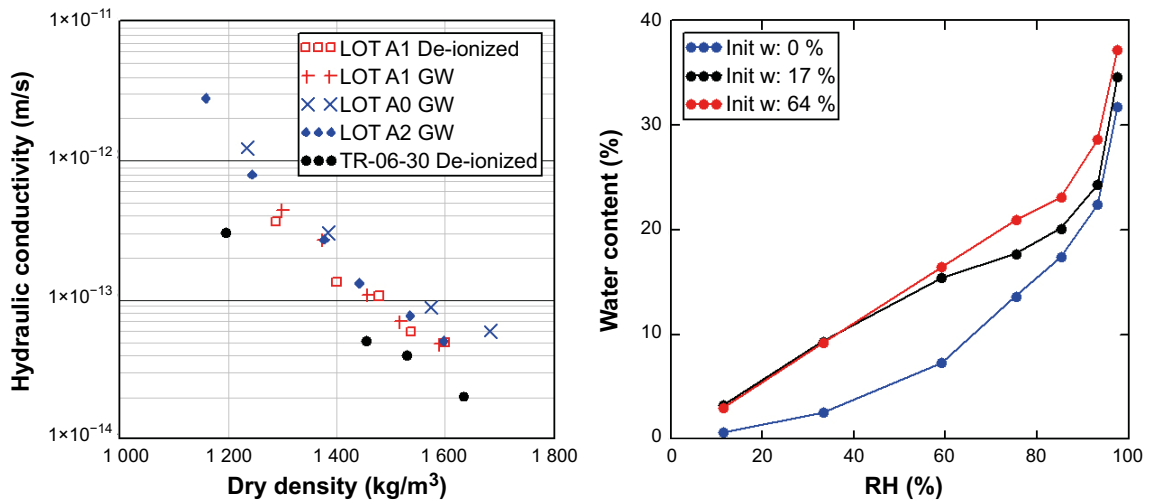 1×10⁻¹¹
1×10⁻¹²
1×10⁻¹³
1×10⁻¹⁴
Hydraulic conductivity (m/s)
LOT A1 De-ionized
LOT A1 GW
LOT A0 GW
LOT A2 GW
TR-06-30 De-ionized
1 000 1 200 1 400 1 600 1 800
Dry density (kg/m³)
40
30
20
10
0
Water content (%)
Init w: 0 %
Init w: 17 %
Init w: 64 %
0 20 40 60 80 100
RH (%)